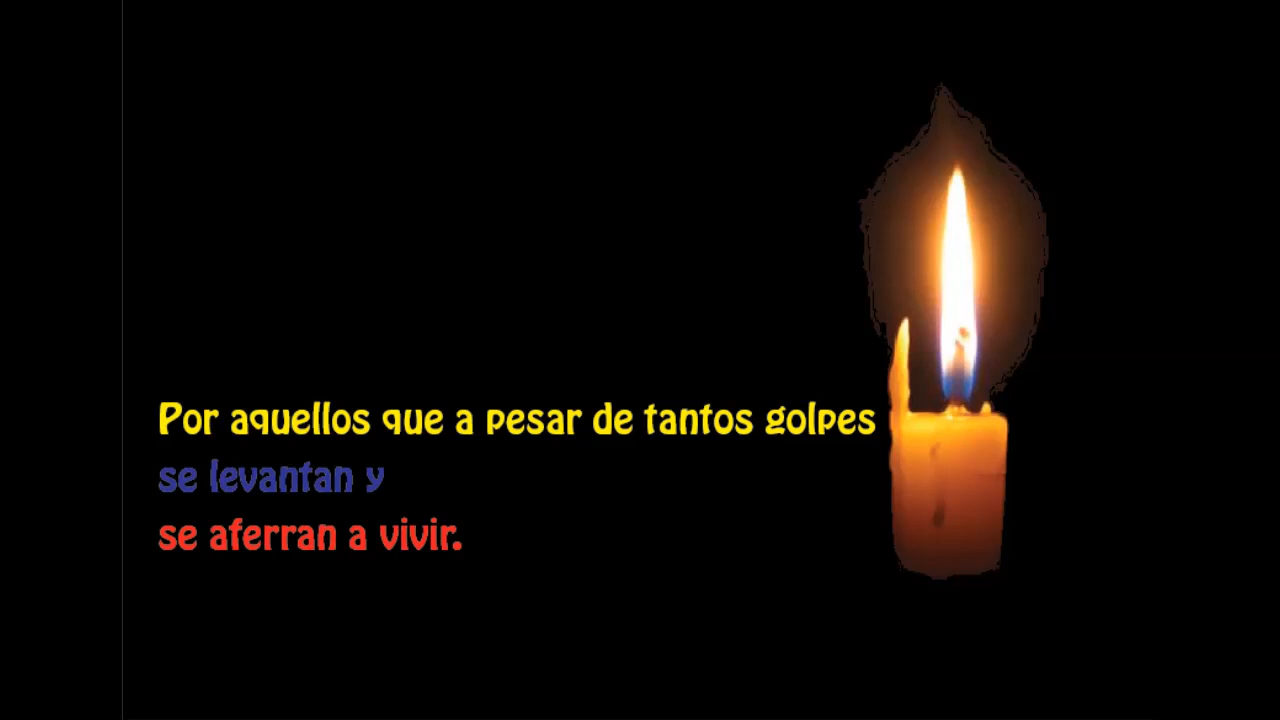 Por aquellos que a pesar de tantos golpes
se levantan y
se aferran a vivir.